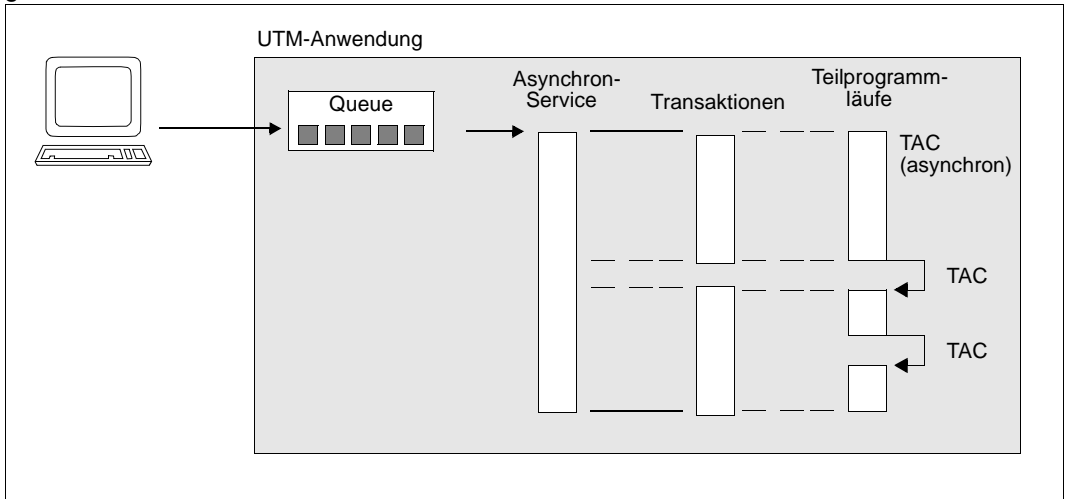 UTM-Anwendung
Queue
Asynchron-
Service
Transaktionen
Teilprogramm-
läufe
TAC
(asynchron)
TAC
TAC